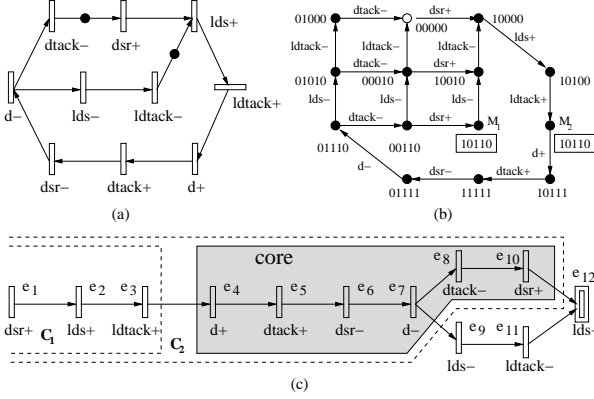 dtack−
dsr+
lds+
d−
lds−
ldtack−
ldtack+
dsr−
dtack+
d+
(a)
01000
dtack−
dsr+
00000
10000
ldtack−
ldtack−
ldtack−
lds+
01010
dtack−
00010
dsr+
10010
10100
lds−
lds−
lds−
ldtack+
dtack−
dsr+
M1
M2
01110
00110
10110
10110
d−
d+
dsr−
dtack+
01111
11111
10111
(b)
core
e1
e2
e3
e4
e5
e6
e7
e8
e10
e12
dsr+
lds+
ldtack+
d+
dtack+
dsr−
d−
dtack−
dsr+
C1
C2
e9
e11
lds−
ldtack−
(c)